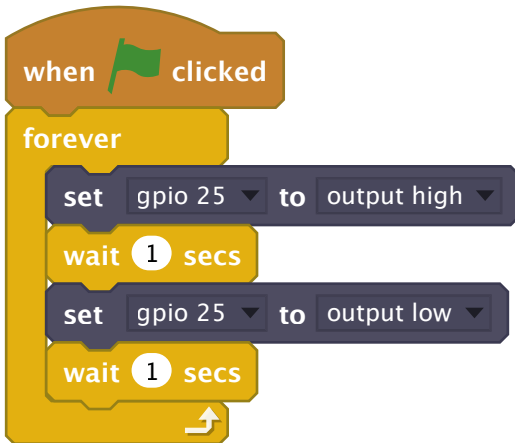 when clicked
forever
set gpio 25 to output high
wait 1 secs
set gpio 25 to output low
wait 1 secs